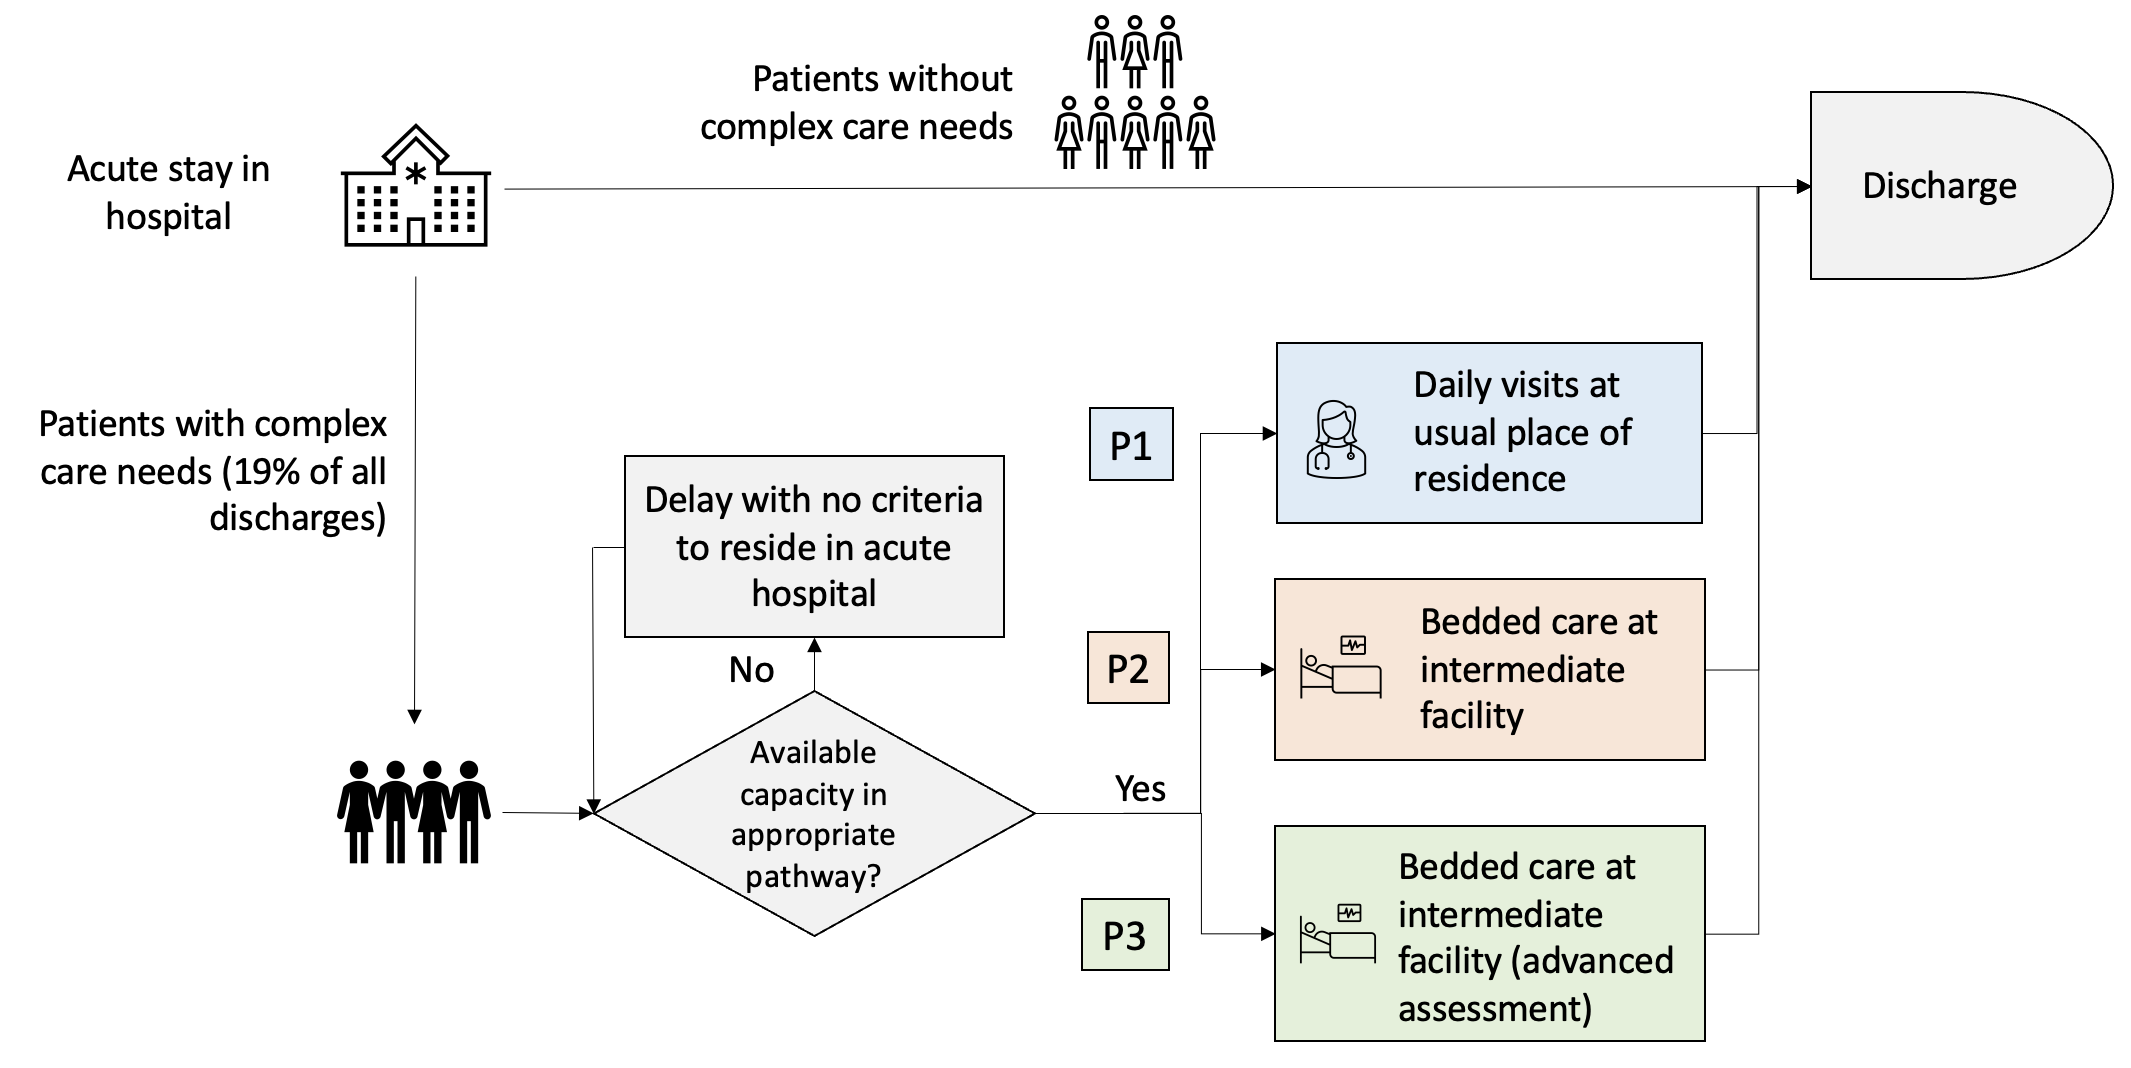 Patients without
complex care needs
Acute stay in
hospital
Discharge
Patients with complex
care needs (19% of all
discharges)
Delay with no criteria
to reside in acute
hospital
No
Available
capacity in
appropriate
pathway?
Yes
P1
Daily visits at
usual place of
residence
P2
Bedded care at
intermediate
facility
P3
Bedded care at
intermediate
facility (advanced
assessment)